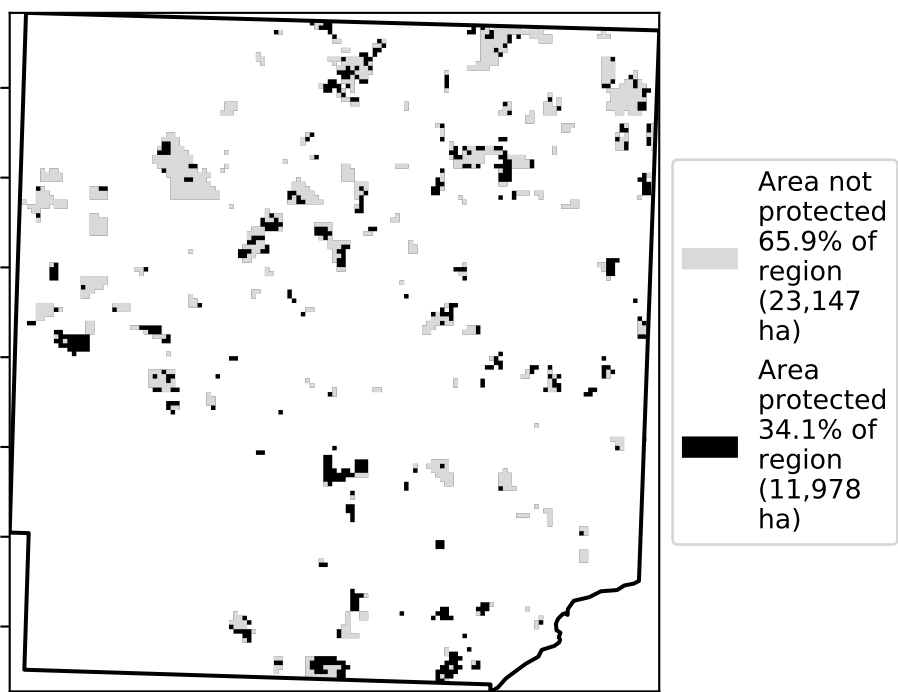 Area not
protected
65.9% of
region
(23,147
ha)
Area
protected
34.1% of
region
(11,978
ha)